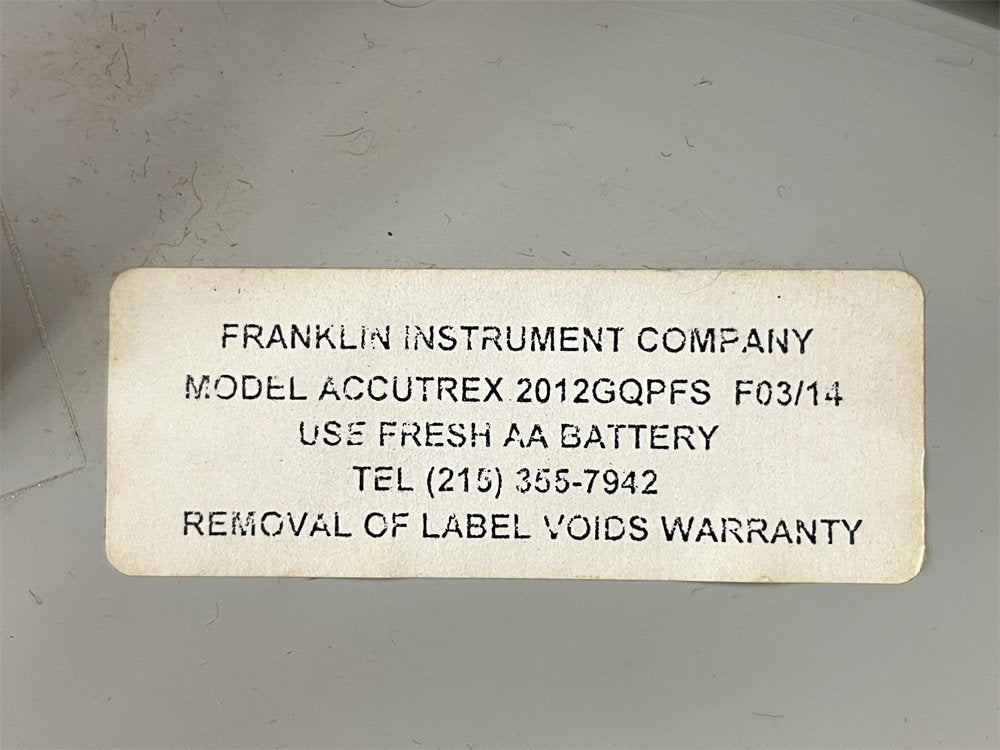 FRANKLIN INSTRUMENT COMPANY
MODEL ACCUTREX 2012GQPFS F03/14
USE FRESH AA BATTERY
TEL (215) 355-7942
REMOVAL OF LABEL VOIDS WARRANTY